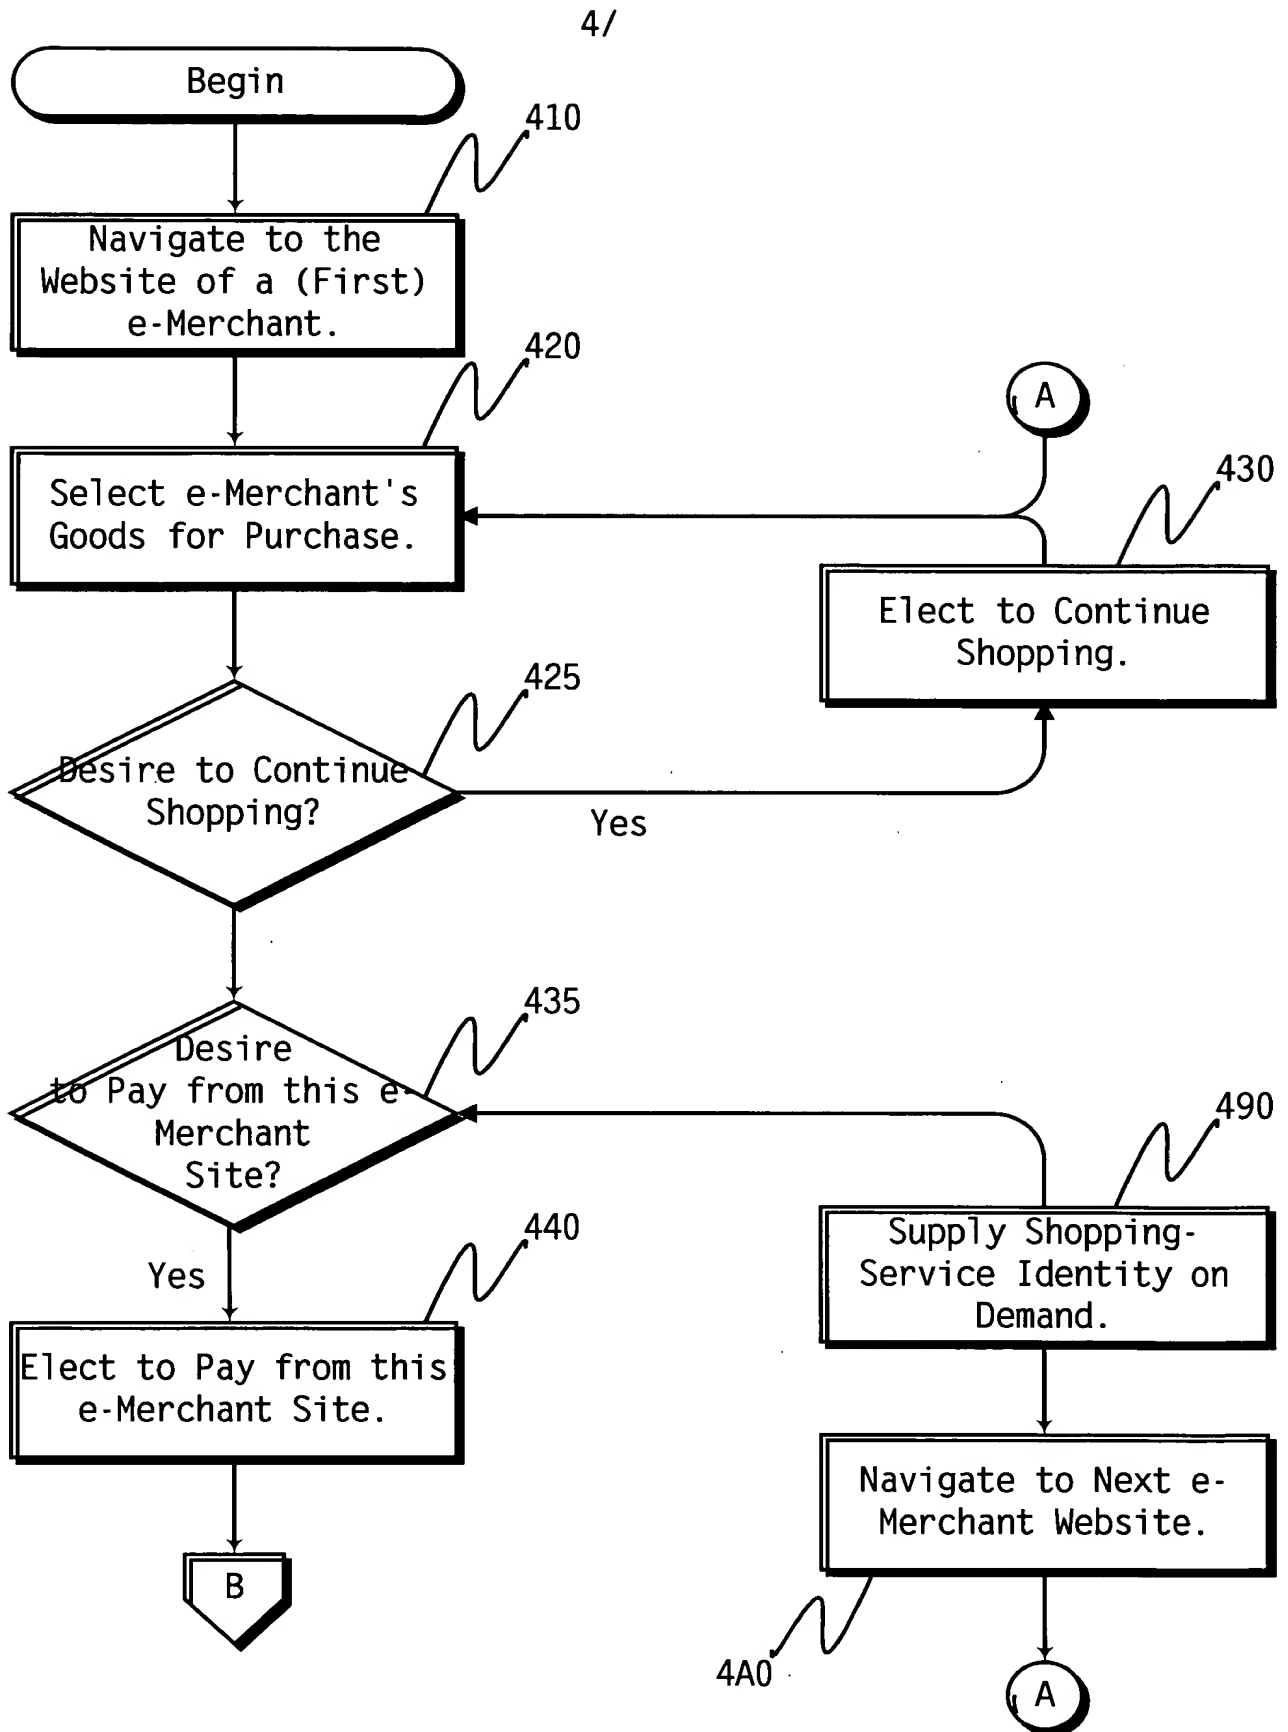 4/
Begin
410
Navigate to the
Website of a (First)
e-Merchant.
420
Select e-Merchant's
Goods for Purchase.
A
430
Elect to Continue
Shopping.
425
Desire to Continue
Shopping?
Yes
435
Desire
to Pay from this e-
Merchant
Site?
490
Supply Shopping-
Service Identity on
Demand.
Yes
440
Elect to Pay from this
e-Merchant Site.
Navigate to Next e-
Merchant Website.
B
4A0
A